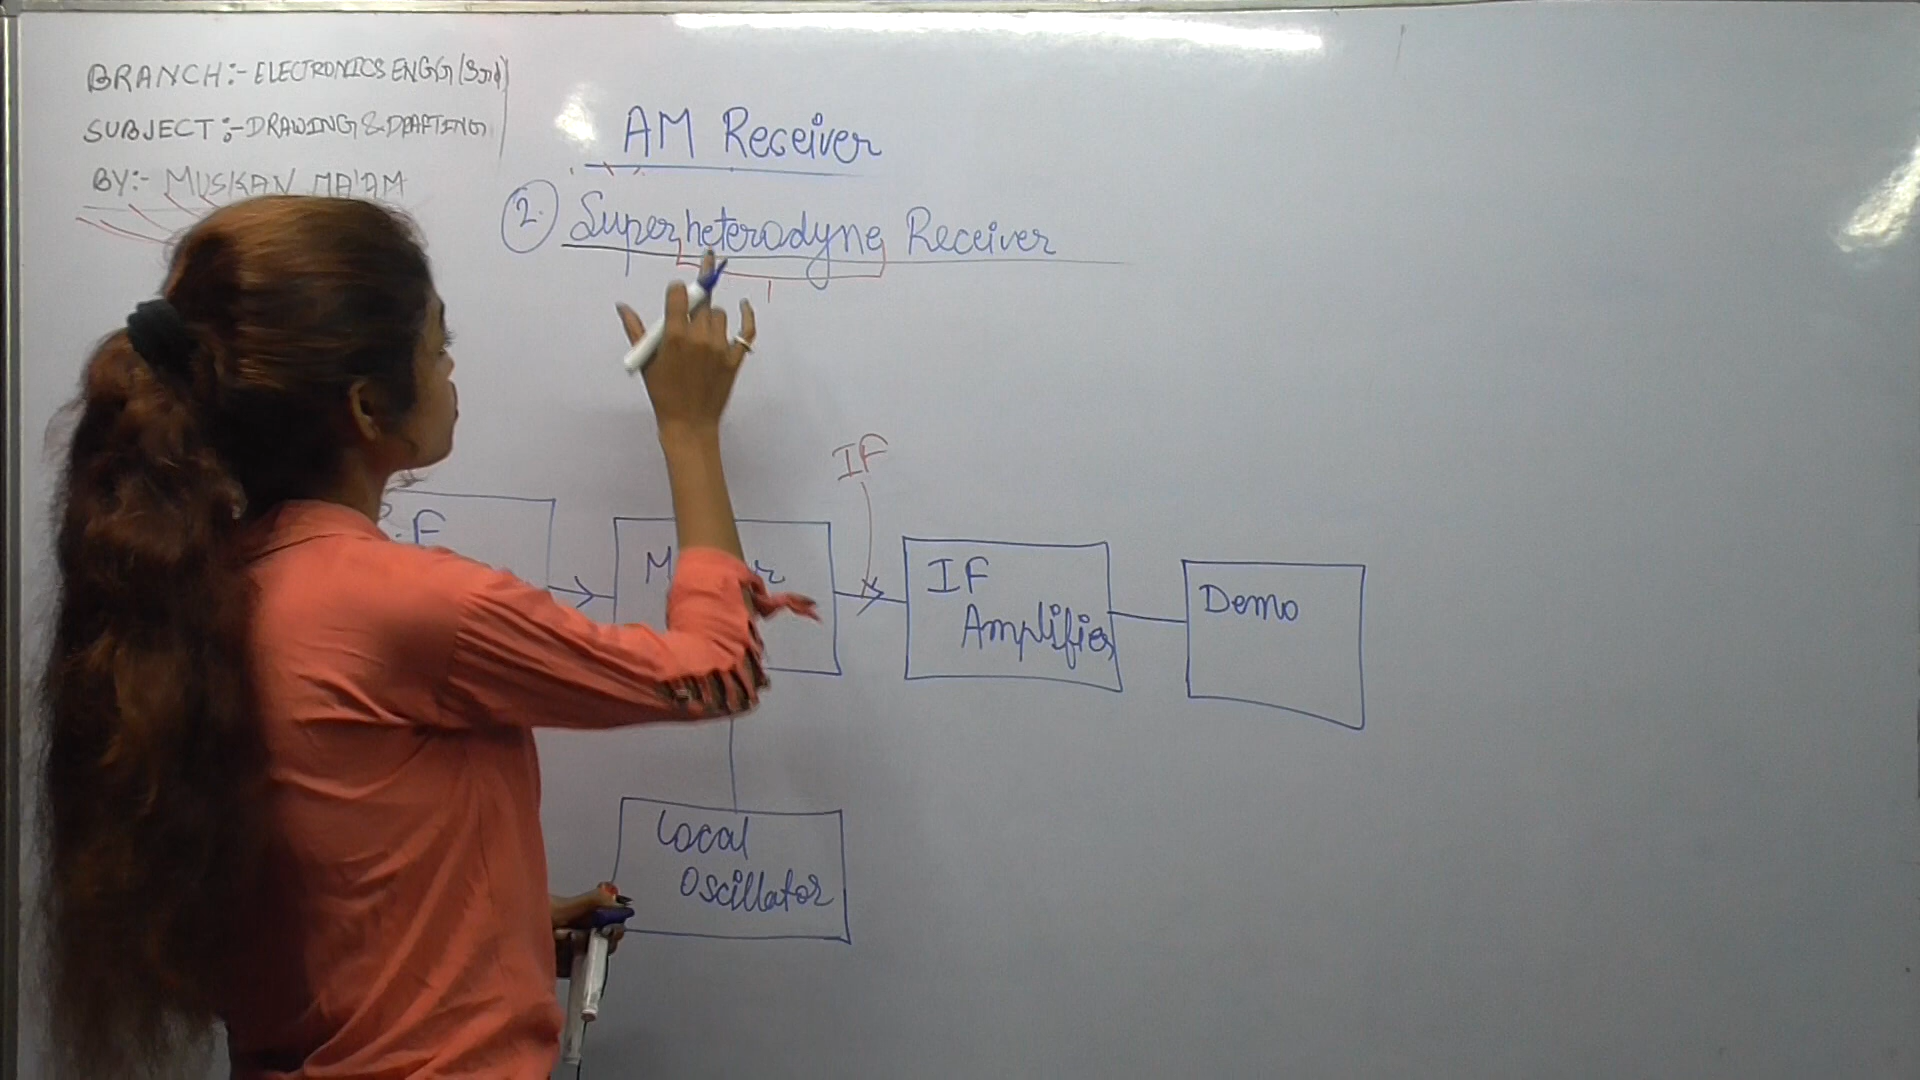 BRANCH:- ELECTRONICS ENGG (3rd)
SUBJECT:- DRAWING & DRAFTING
BY:- MUSKAN MA'AM
AM Receiver
2. Superheterodyne Receiver
IF
.F
IF
Amplifier
Demo
Local
Oscillator